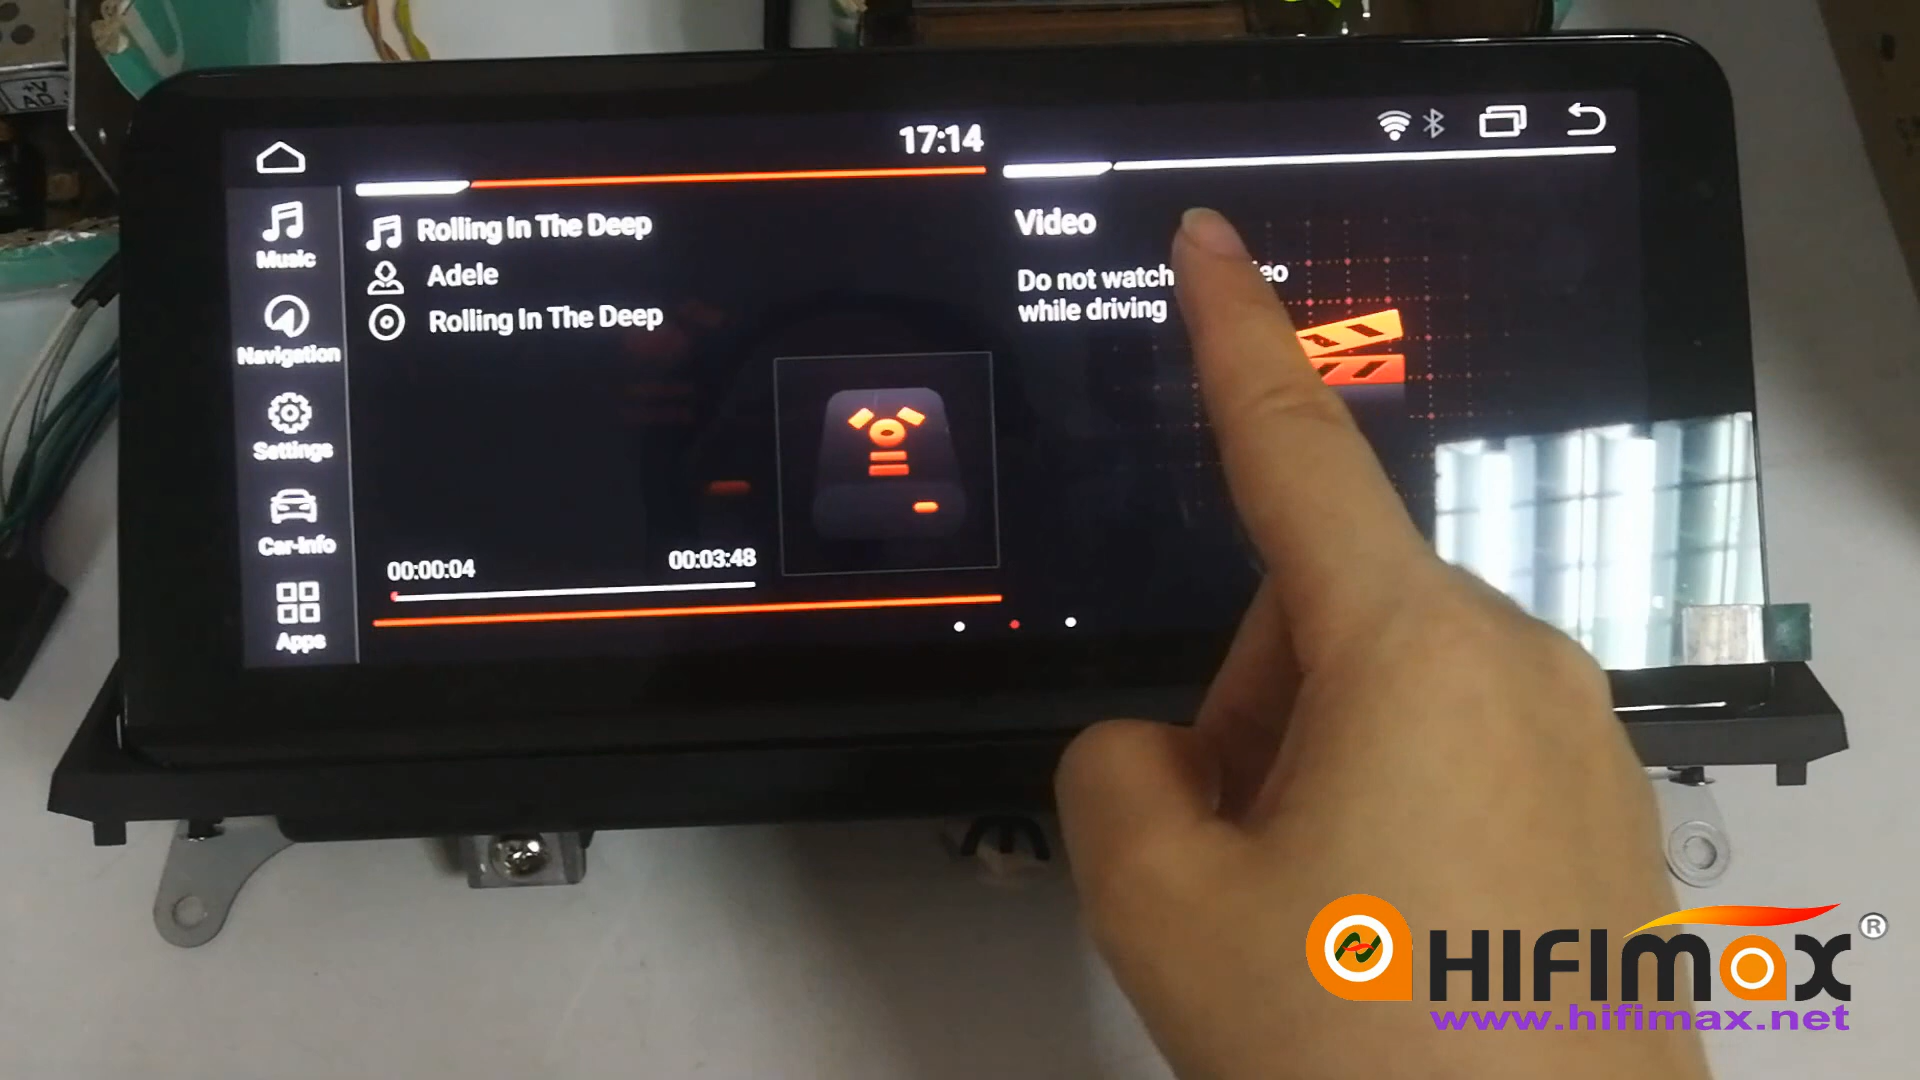 17:14
Music
Navigation
Settings
Car-Info
Apps
Rolling In The Deep
Adele
Rolling In The Deep
00:00:04
00:03:48
Video
Do not watch
while driving
+V
AD
HIFIMAX®
www.hifimax.net